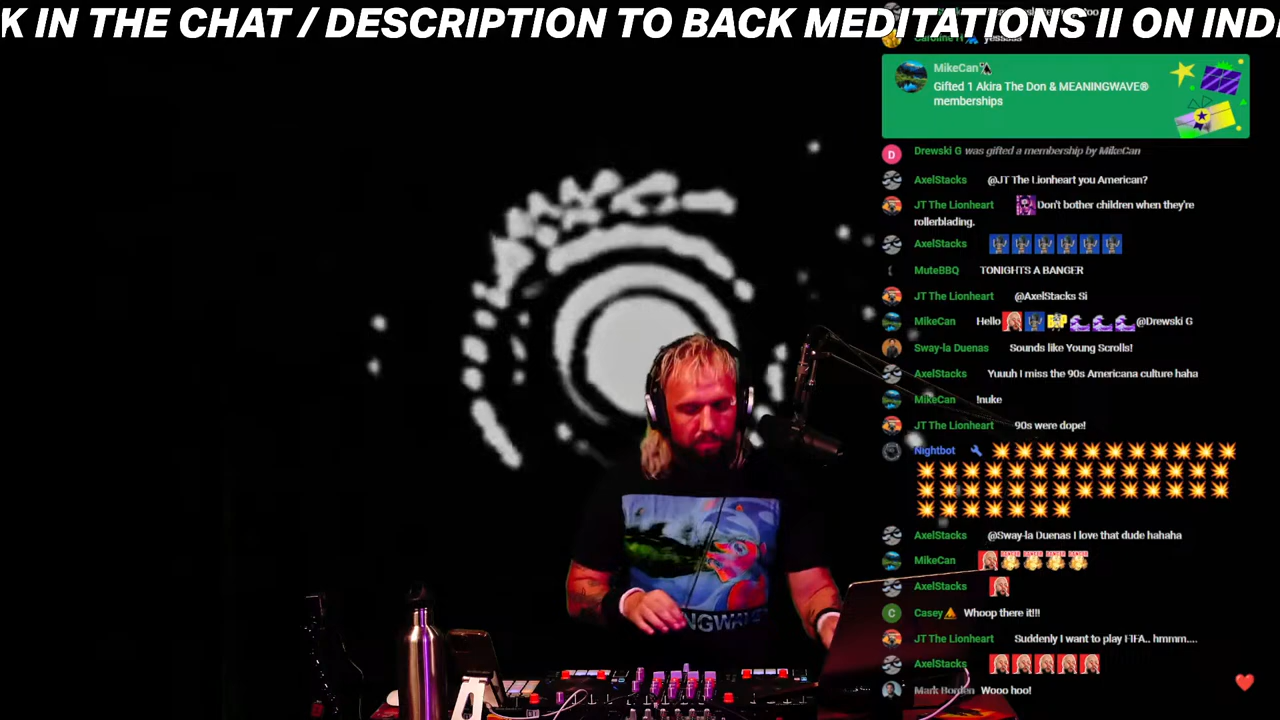 K IN THE CHAT / DESCRIPTION TO BACK MEDITATIONS II ON INDI
Caroline H yesssss
MikeCan
Gifted 1 Akira The Don & MEANINGWAVE®
memberships
D Drewski G was gifted a membership by MikeCan
AxelStacks @JT The Lionheart you American?
JT The Lionheart Don't bother children when they're
rollerblading.
AxelStacks
MuteBBQ TONIGHTS A BANGER
JT The Lionheart @AxelStacks Si
MikeCan Hello @Drewski G
Sway-la Duenas Sounds like Young Scrolls!
AxelStacks Yuuuh I miss the 90s Americana culture haha
MikeCan !nuke
JT The Lionheart 90s were dope!
Nightbot
AxelStacks @Sway-la Duenas I love that dude hahaha
MikeCan
AxelStacks
C Casey Whoop there it!!!
JT The Lionheart Suddenly I want to play FIFA.. hmmm....
AxelStacks
Mark Borden Wooo hoo!
NGWAVE